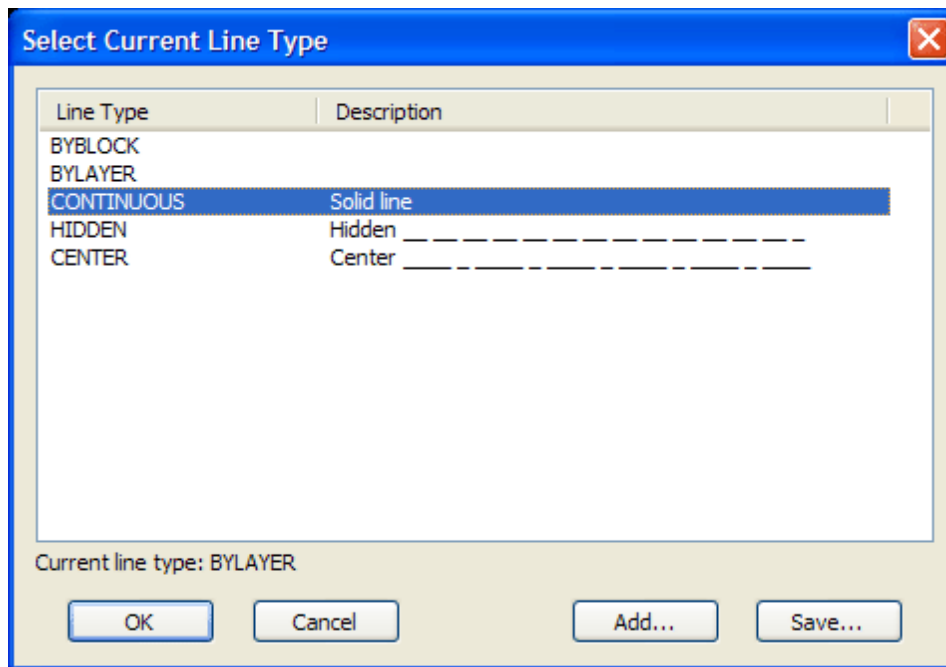 Select Current Line Type
Line Type Description
BYBLOCK
BYLAYER
CONTINUOUS Solid line
HIDDEN Hidden __ __ __ __ __ __ __ __ __ __ __ __ __ _
CENTER Center ____ _ ____ _ ____ _ ____ _ ____ _ ____
Current line type: BYLAYER
OK Cancel Add... Save...